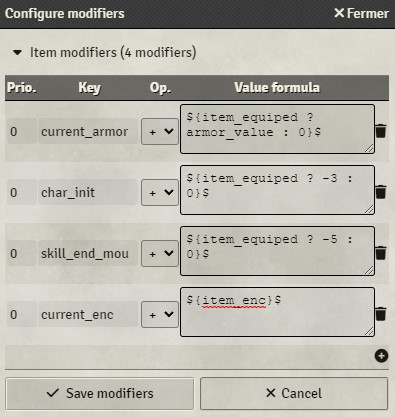 Configure modifiers ✕ Fermer
Item modifiers (4 modifiers)
Prio. Key Op. Value formula
0 current_armor + ${item_equiped ?
armor_value : 0}$
0 char_init + ${item_equiped ? -3 :
0}$
0 skill_end_mou + ${item_equiped ? -5 :
0}$
0 current_enc + ${item_enc}$
Save modifiers ✕ Cancel